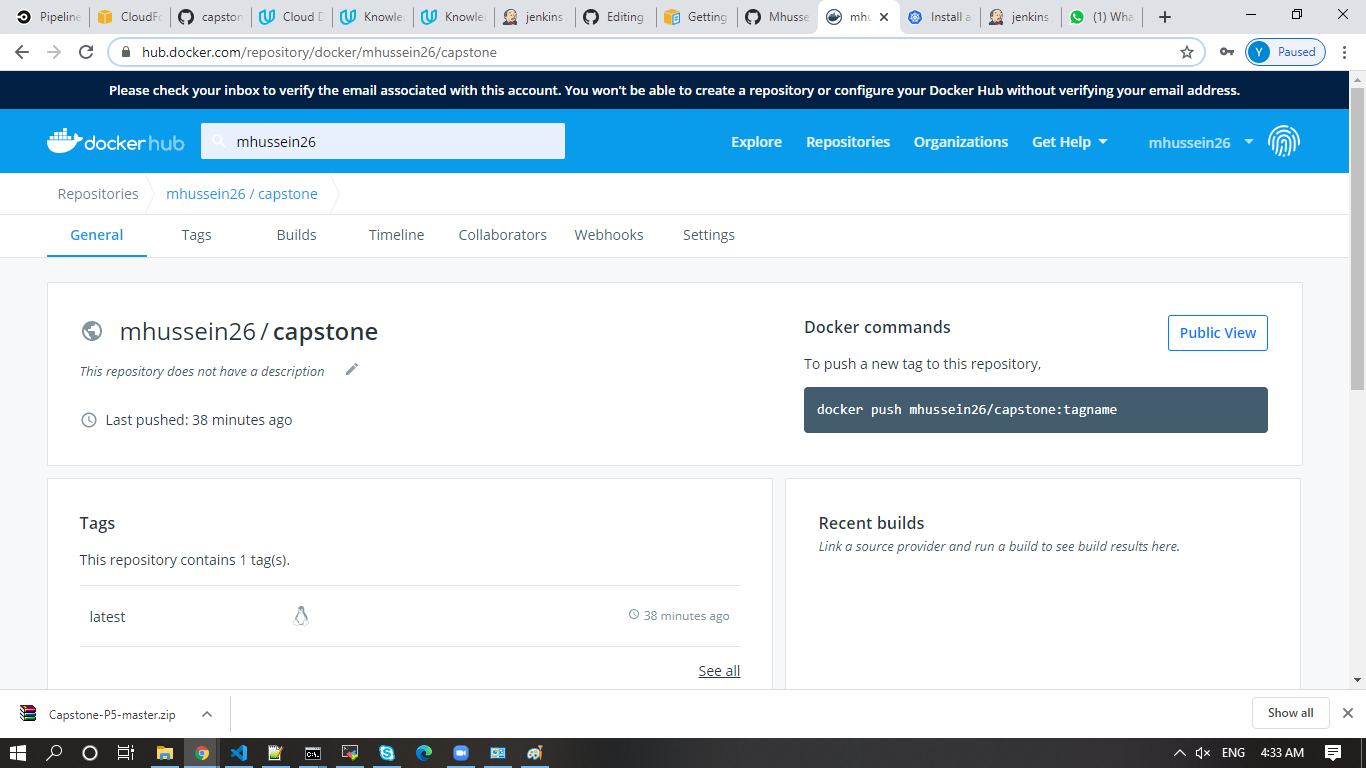 Pipeline
CloudFo
capston
Cloud D
Knowle
Knowle
jenkins
Editing
Getting
Mhusse
mhu
Install a
jenkins
(1) Wha
hub.docker.com/repository/docker/mhussein26/capstone
Y Paused
Please check your inbox to verify the email associated with this account. You won't be able to create a repository or configure your Docker Hub without verifying your email address.
docker hub
mhussein26
Explore
Repositories
Organizations
Get Help
mhussein26
Repositories
mhussein26 / capstone
General
Tags
Builds
Timeline
Collaborators
Webhooks
Settings
mhussein26 / capstone
This repository does not have a description
Last pushed: 38 minutes ago
Docker commands
Public View
To push a new tag to this repository,
docker push mhussein26/capstone:tagname
Tags
This repository contains 1 tag(s).
latest
38 minutes ago
See all
Recent builds
Link a source provider and run a build to see build results here.
Capstone-P5-master.zip
Show all
ENG
4:33 AM